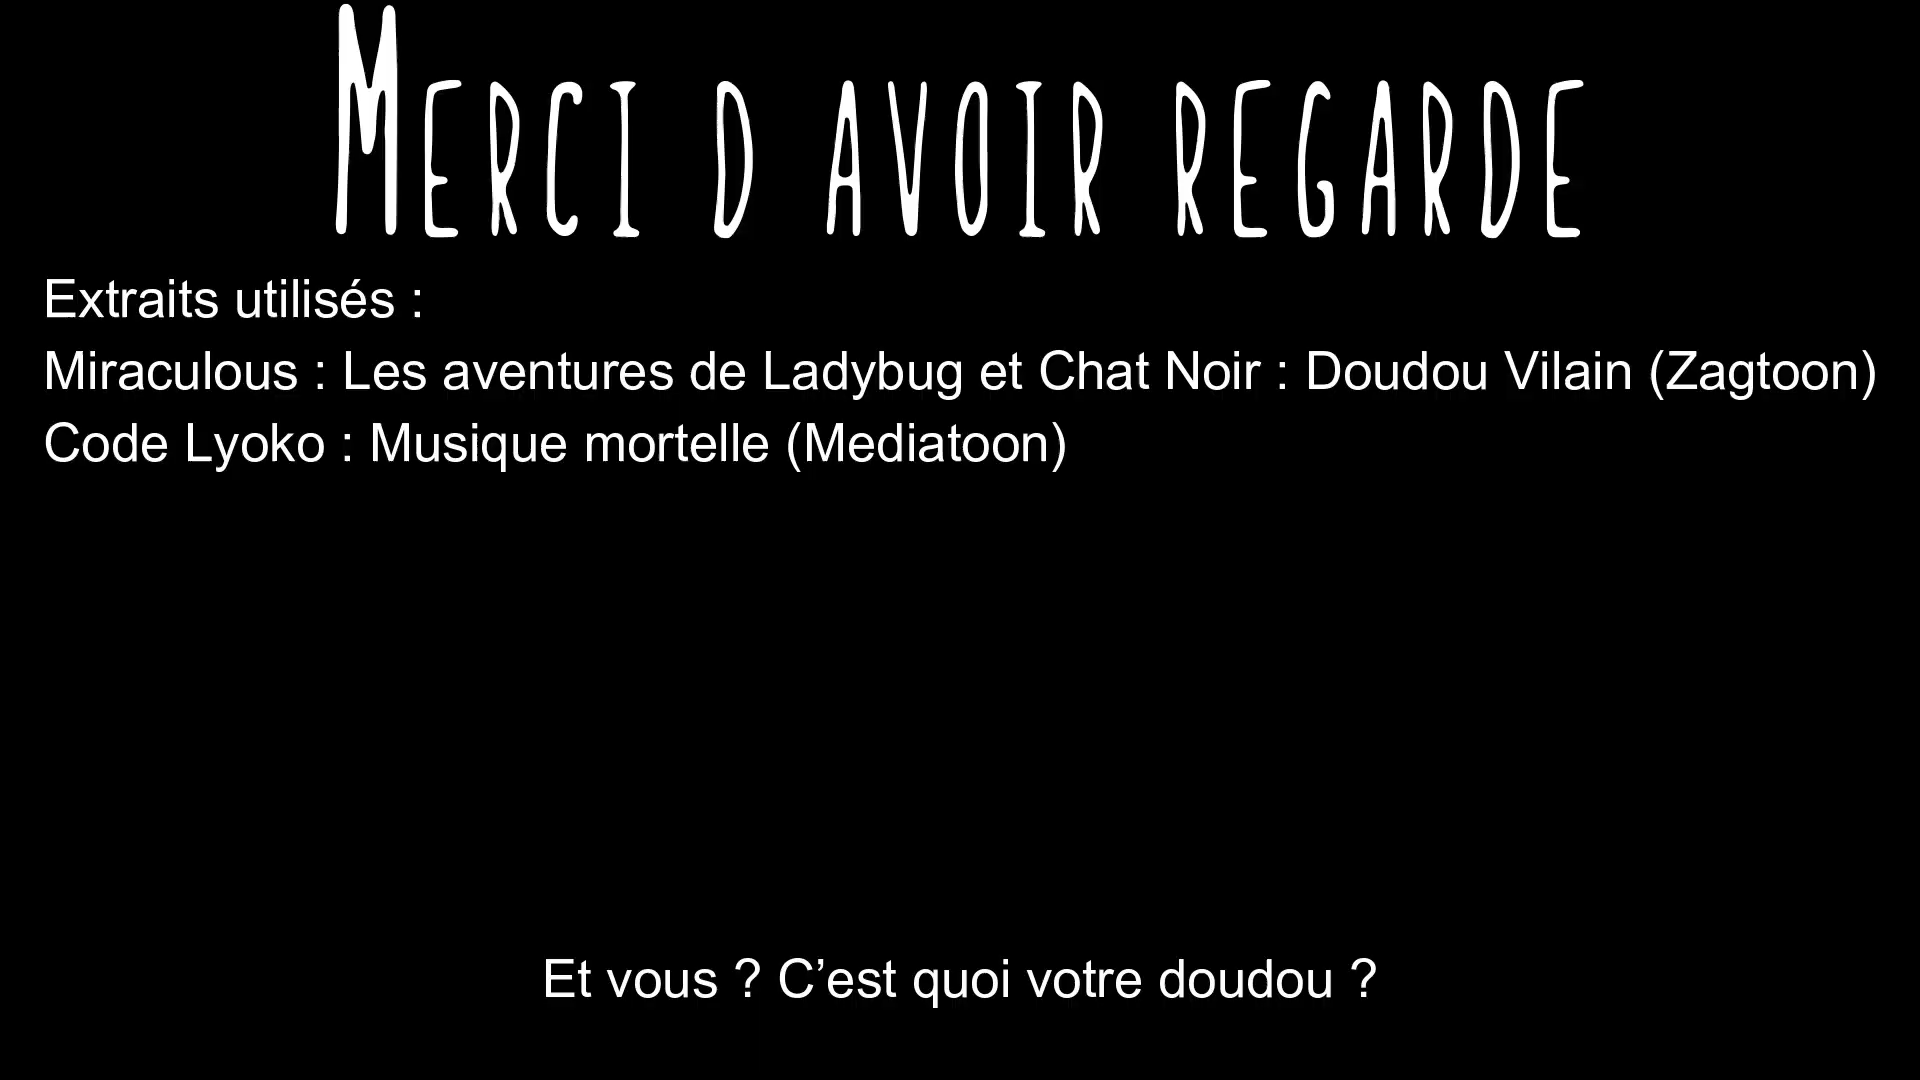 Merci d avoir regarde
Extraits utilisés :
Miraculous : Les aventures de Ladybug et Chat Noir : Doudou Vilain (Zagtoon)
Code Lyoko : Musique mortelle (Mediatoon)
Et vous ? C’est quoi votre doudou ?